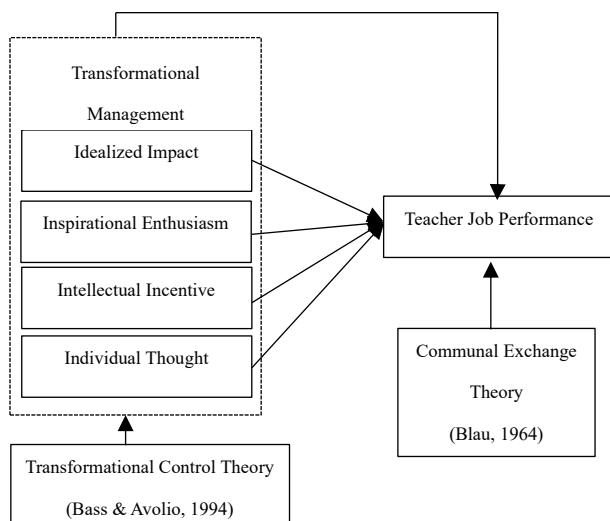 Transformational
Management
Idealized Impact
Inspirational Enthusiasm
Intellectual Incentive
Individual Thought
Teacher Job Performance
Communal Exchange
Theory
(Blau, 1964)
Transformational Control Theory
(Bass & Avolio, 1994)